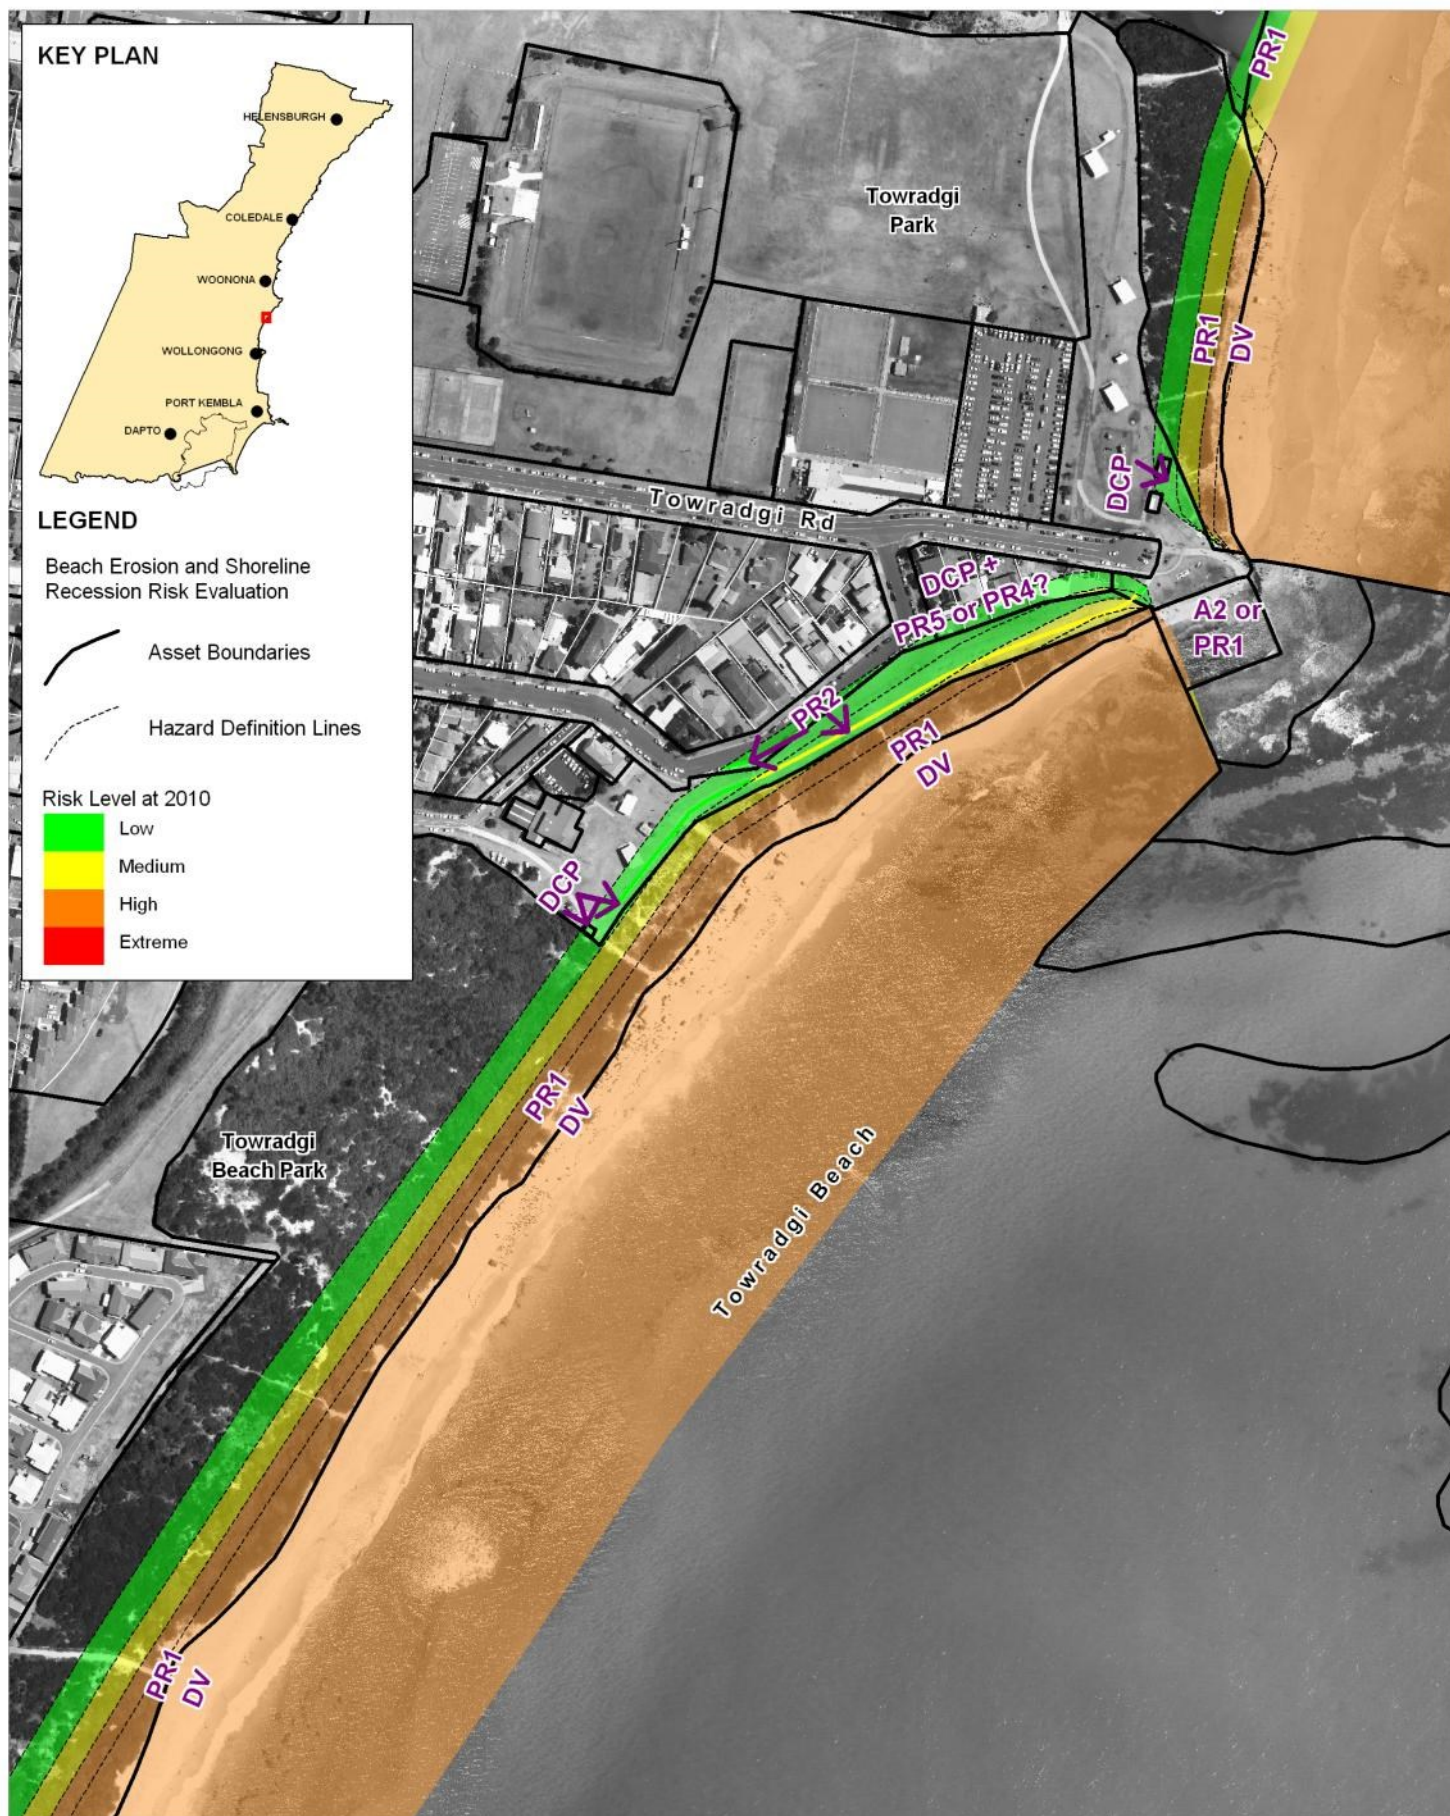 KEY PLAN
HELENSBURGH
COLEDALE
WOONONA
WOLLONGONG
PORT KEMBLA
DAPTO
LEGEND
Beach Erosion and Shoreline
Recession Risk Evaluation
Asset Boundaries
Hazard Definition Lines
Risk Level at 2010
Low
Medium
High
Extreme
PR1
Towradgi
Park
PR1
DV
DCP
Towradgi Rd
DCP +
PR5 or PR4?
A2 or
PR1
PR2
PR1
DV
DCP
PR1
DV
Towradgi
Beach Park
Towradgi Beach
PR1
DV